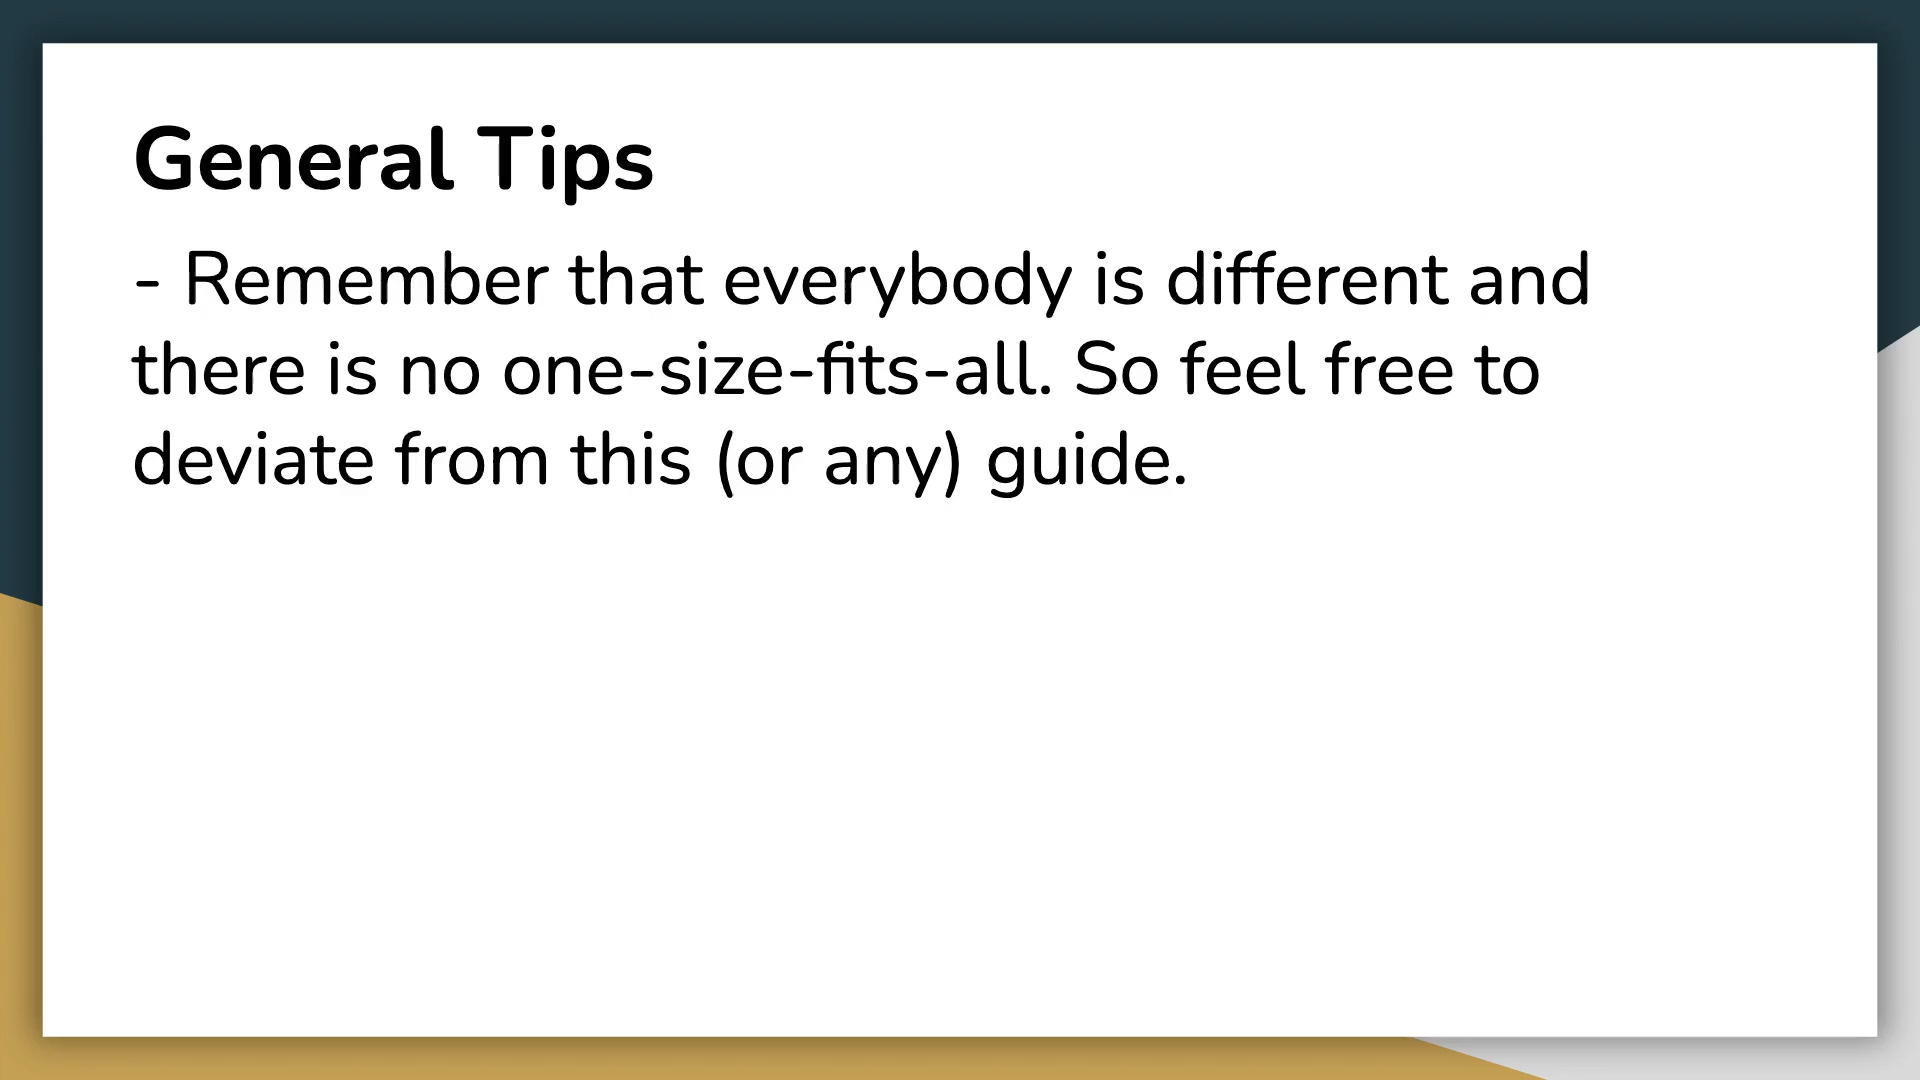 General Tips
- Remember that everybody is different and
there is no one-size-fits-all. So feel free to
deviate from this (or any) guide.